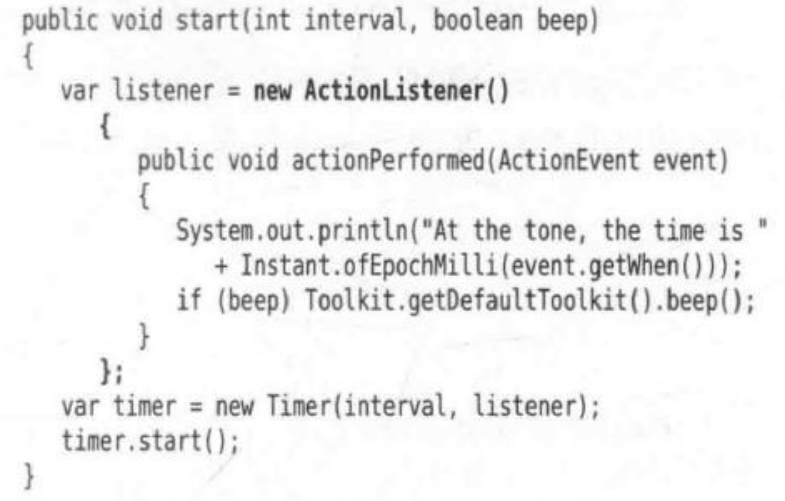 public void start(int interval, boolean beep)
{
   var listener = new ActionListener()
      {
         public void actionPerformed(ActionEvent event)
         {
            System.out.println("At the tone, the time is "
               + Instant.ofEpochMilli(event.getWhen()));
            if (beep) Toolkit.getDefaultToolkit().beep();
         }
      };
   var timer = new Timer(interval, listener);
   timer.start();
}